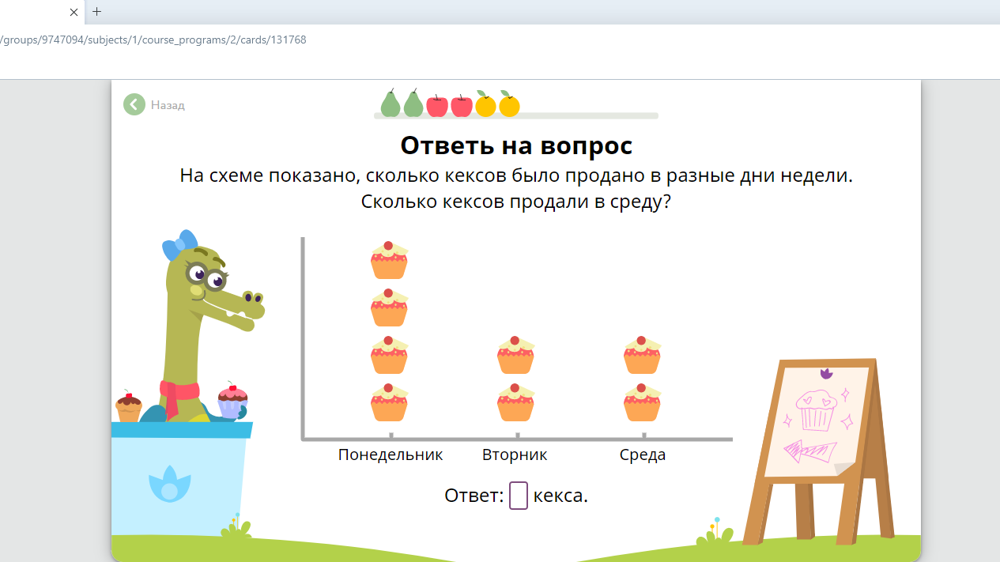 /groups/9747094/subjects/1/course_programs/2/cards/131768
Назад
Ответь на вопрос
На схеме показано, сколько кексов было продано в разные дни недели.
Сколько кексов продали в среду?
Понедельник Вторник Среда
Ответ: кекса.